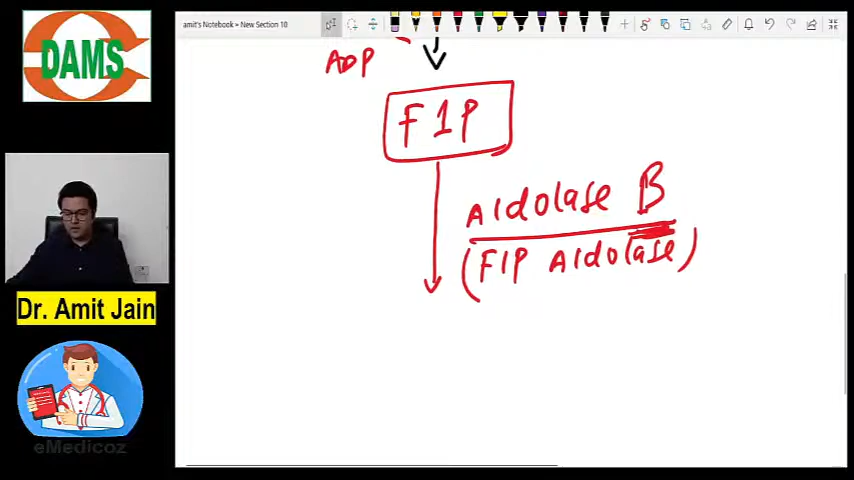 amit's Notebook > New Section 10
DAMS
ADP
F1P
Aldolase B
(F1P Aldolase)
Dr. Amit Jain
eMedicoz